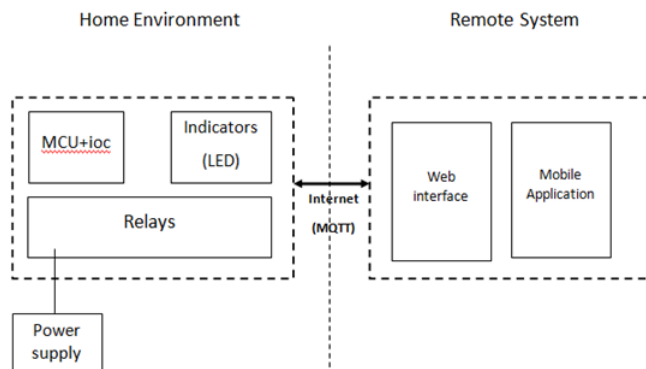 Home Environment
Remote System
MCU+ioc
Indicators
(LED)
Relays
Internet
(MQTT)
Web
interface
Mobile
Application
Power
supply